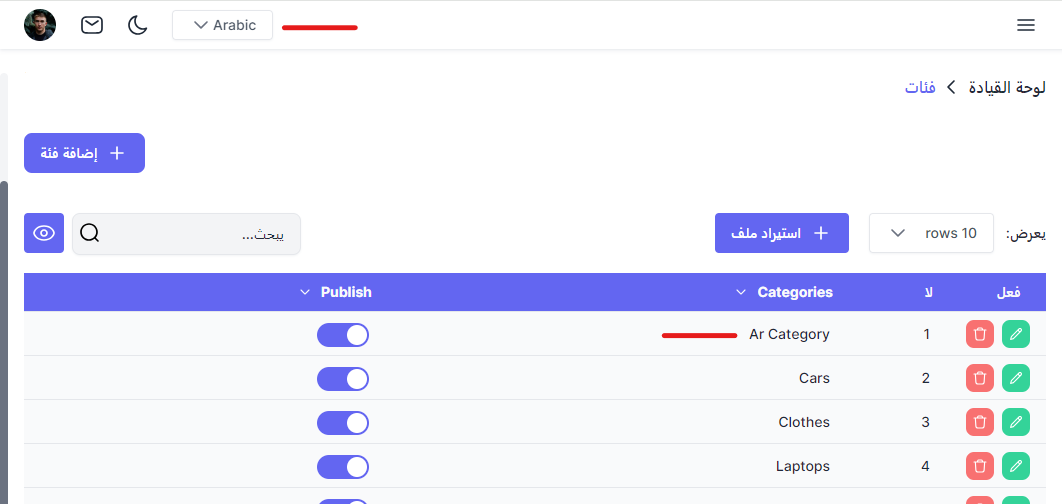 Arabic
لوحة القيادة > فئات
إضافة فئة
يعرض: 10 rows استيراد ملف يبحث...
فعل لا Categories Publish
1 Ar Category
2 Cars
3 Clothes
4 Laptops